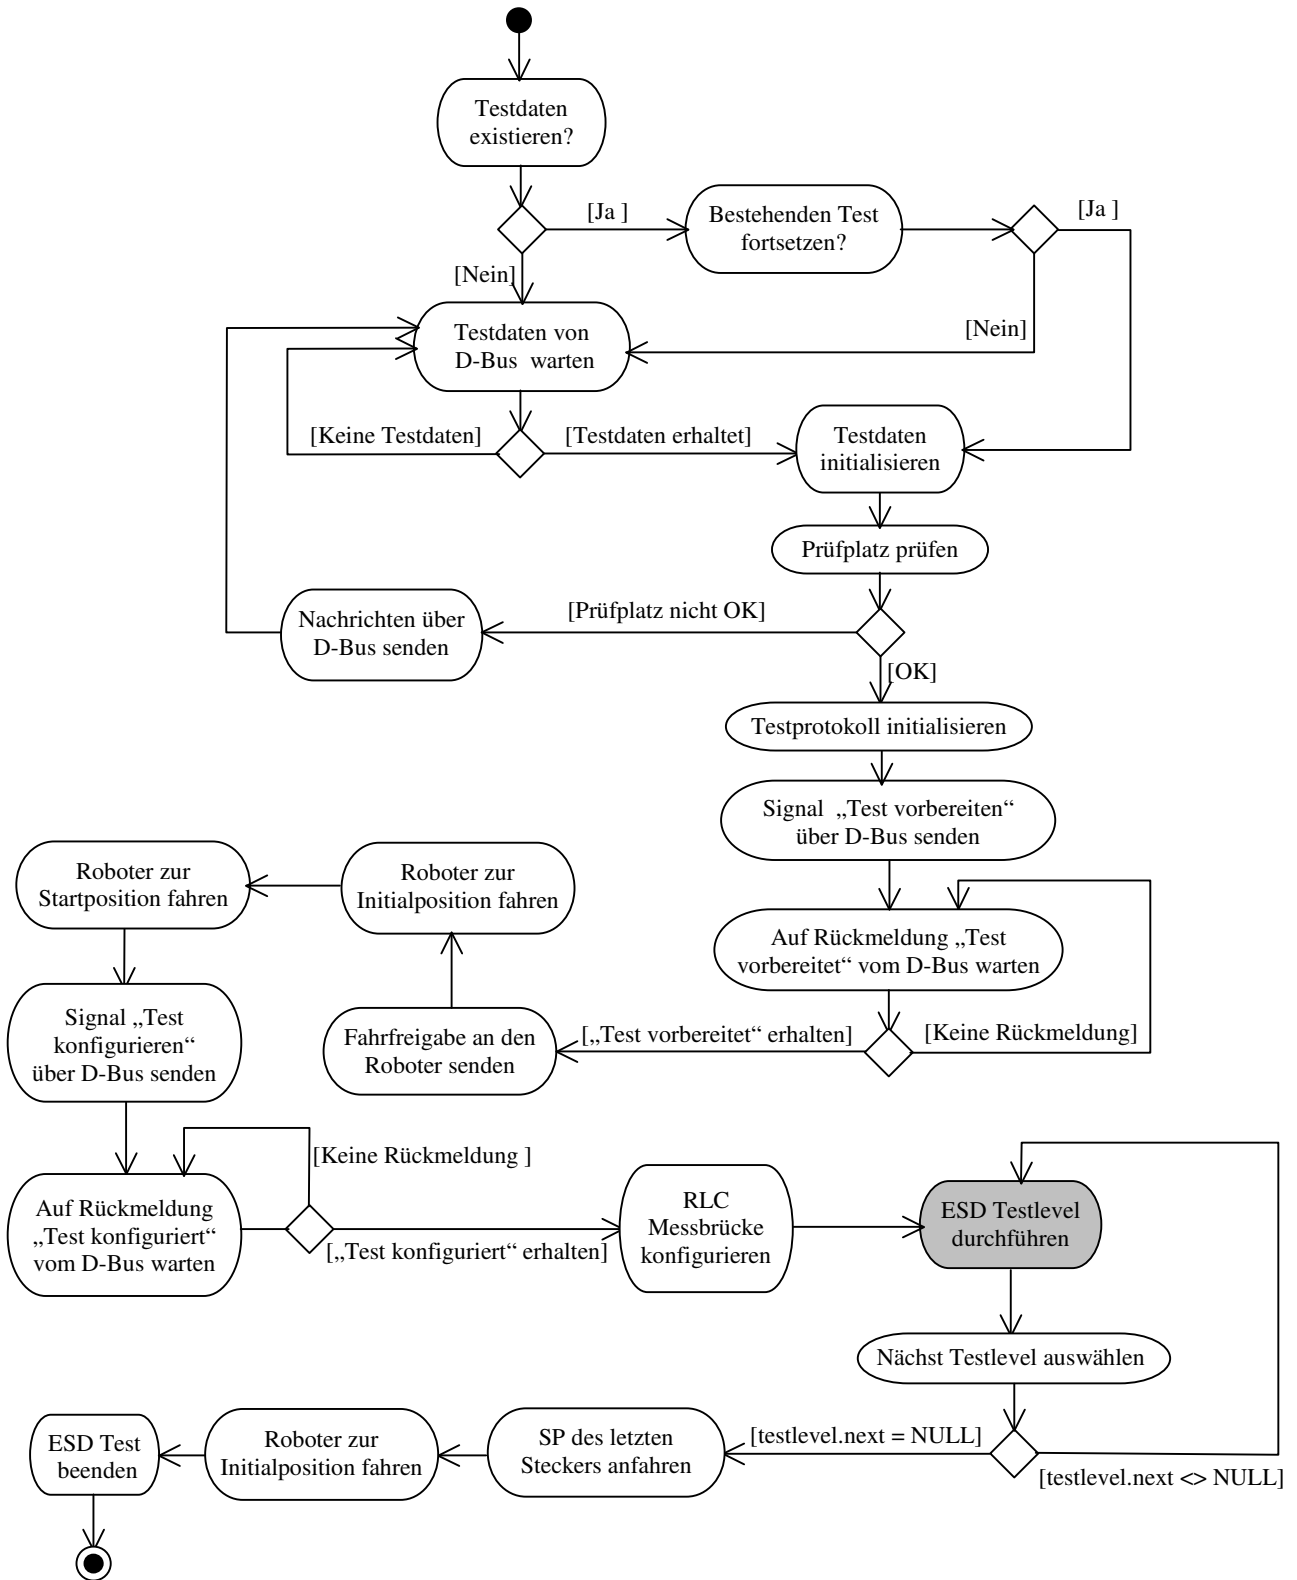 Testdaten
existieren?
[Ja ]
Bestehenden Test
fortsetzen?
[Ja ]
[Nein]
[Nein]
Testdaten von
D-Bus  warten
[Keine Testdaten]
[Testdaten erhaltet]
Testdaten
initialisieren
Prüfplatz prüfen
[Prüfplatz nicht OK]
Nachrichten über
D-Bus senden
[OK]
Testprotokoll initialisieren
Signal  „Test vorbereiten“
über D-Bus senden
Auf Rückmeldung „Test
vorbereitet“ vom D-Bus warten
[Keine Rückmeldung]
[„Test vorbereitet“ erhalten]
Fahrfreigabe an den
Roboter senden
Roboter zur
Initialposition fahren
Roboter zur
Startposition fahren
Signal „Test
konfigurieren“
über D-Bus senden
Auf Rückmeldung
„Test konfiguriert“
vom D-Bus warten
[Keine Rückmeldung ]
[„Test konfiguriert“ erhalten]
RLC
Messbrücke
konfigurieren
ESD Testlevel
durchführen
Nächst Testlevel auswählen
[testlevel.next <> NULL]
[testlevel.next = NULL]
SP des letzten
Steckers anfahren
Roboter zur
Initialposition fahren
ESD Test
beenden